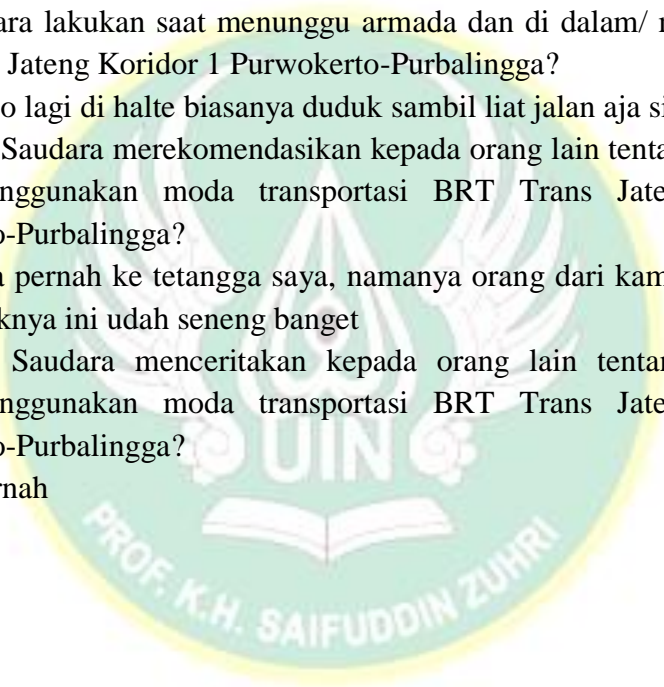 ara lakukan saat menunggu armada dan di dalam/
Jateng Koridor 1 Purwokerto-Purbalingga?
o lagi di halte biasanya duduk sambil liat jalan aja si
Saudara merekomendasikan kepada orang lain tenta
nggunakan moda transportasi BRT Trans Jate
o-Purbalingga?
a pernah ke tetangga saya, namanya orang dari kam
knya ini udah seneng banget
Saudara menceritakan kepada orang lain tentar
nggunakan moda transportasi BRT Trans Jate
o-Purbalingga?
rnah
UIN
PROF. K.H. SAIFUDDIN ZUHRI